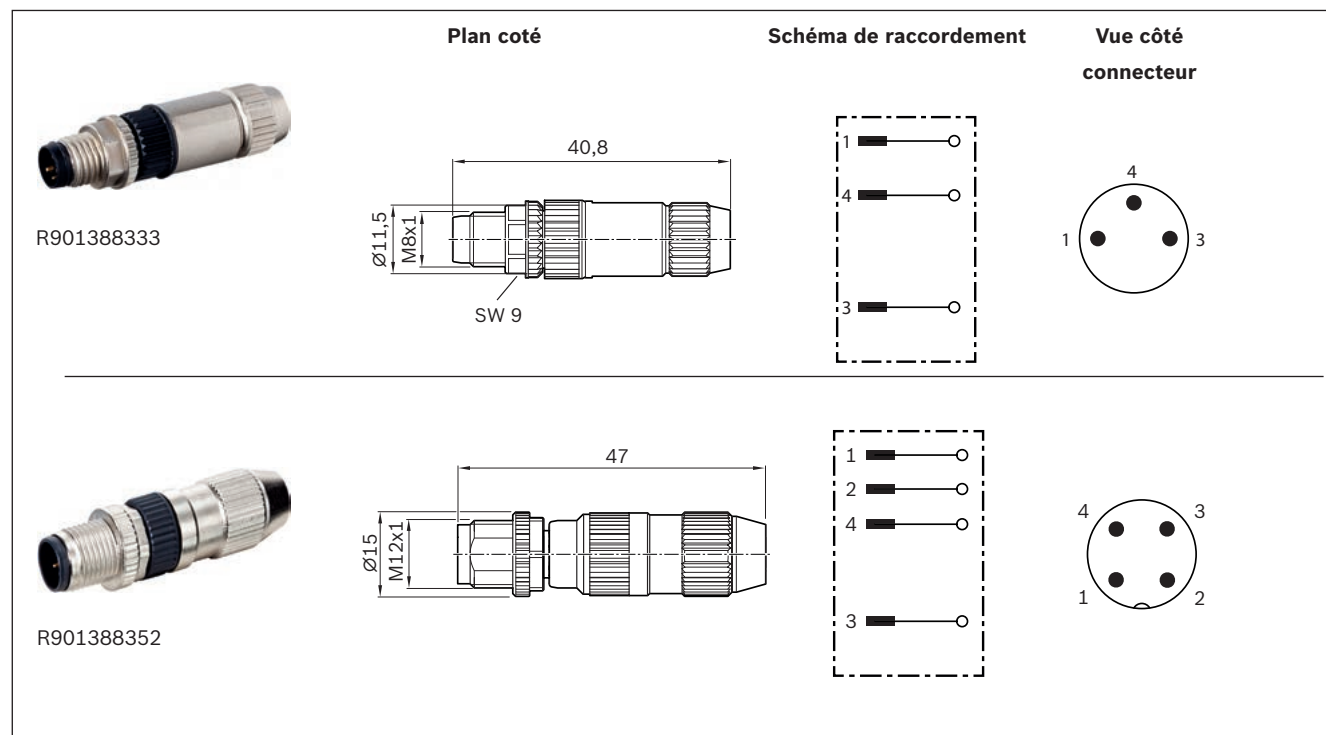 Plan coté
Schéma de raccordement
Vue côté
connecteur
R901388333
40,8
Ø11,5
M8x1
SW 9
1
4
3
4
1
3
R901388352
47
Ø15
M12x1
1
2
4
3
4
3
1
2